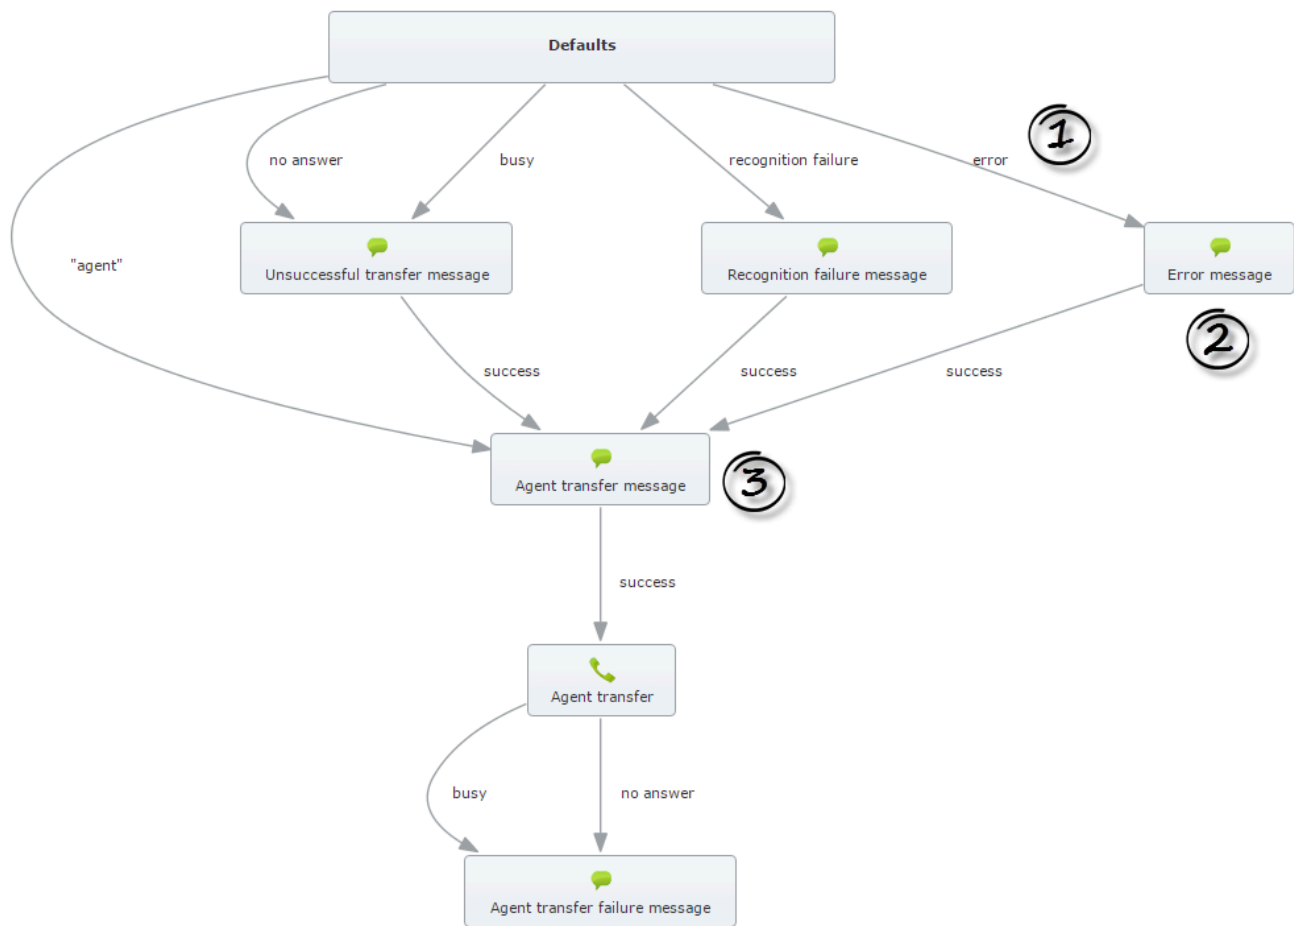 Defaults
1
no answer
busy
recognition failure
error
"agent"
Unsuccessful transfer message
Recognition failure message
Error message
2
success
success
success
Agent transfer message
3
success
Agent transfer
busy
no answer
Agent transfer failure message